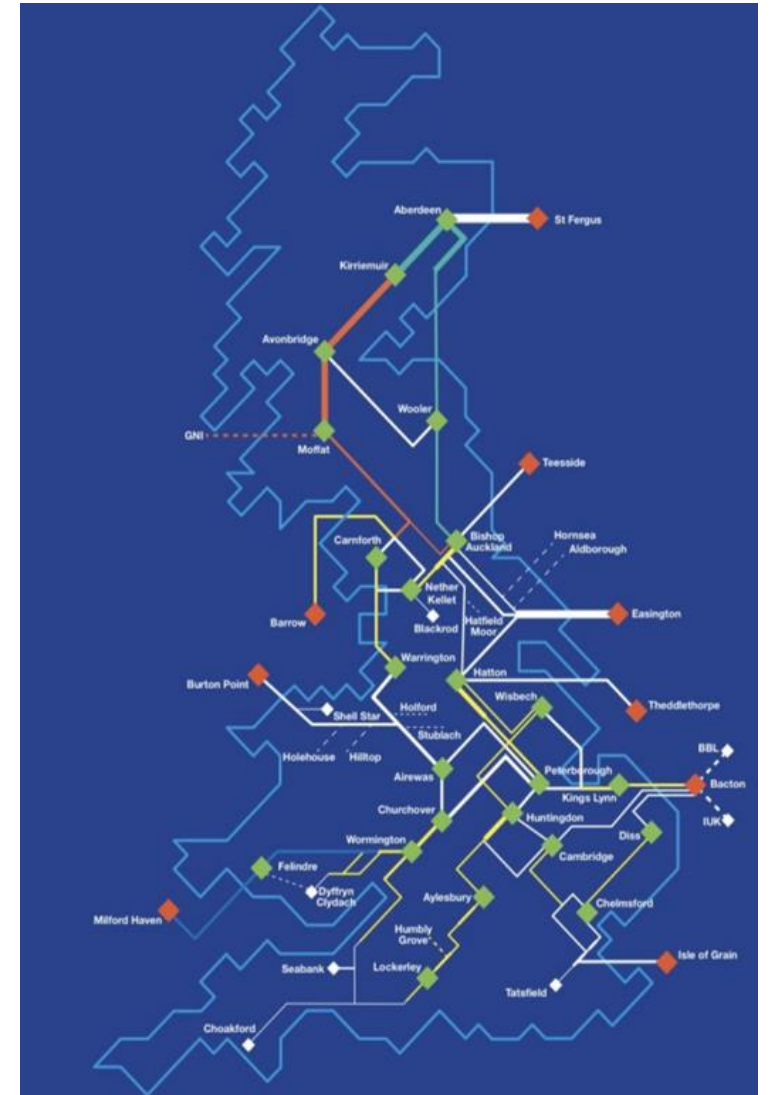 Aberdeen
St Fergus
Kirriemuir
Avonbridge
Wooler
GNI
Moffat
Teesside
Bishop
Auckland
Hornsea
Aldborough
Carnforth
Nether
Kellet
Blackrod
Hatfield
Moor
Easington
Barrow
Warrington
Hatton
Burton Point
Wisbech
Theddlethorpe
Shell Star
Holford
Stublach
Holehouse
Hilltop
BBL
Airewas
Peterborough
Bacton
Kings Lynn
Churchover
Huntingdon
IUK
Diss
Wormington
Cambridge
Felindre
Dyffryn
Clydach
Aylesbury
Chelmsford
Milford Haven
Humbly
Grove
Isle of Grain
Seabank
Lockerley
Tatsfield
Choakford